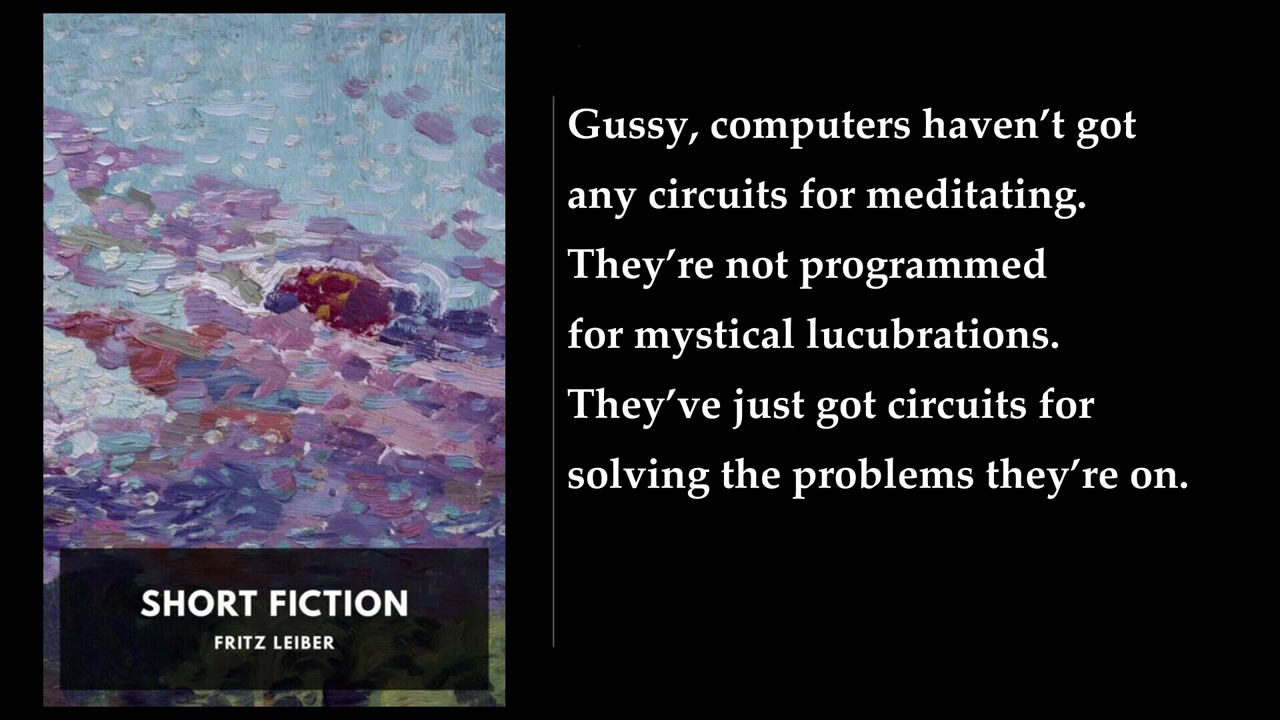 Gussy, computers haven’t got
any circuits for meditating.
They’re not programmed
for mystical lucubrations.
They’ve just got circuits for
solving the problems they’re on.
SHORT FICTION
FRITZ LEIBER